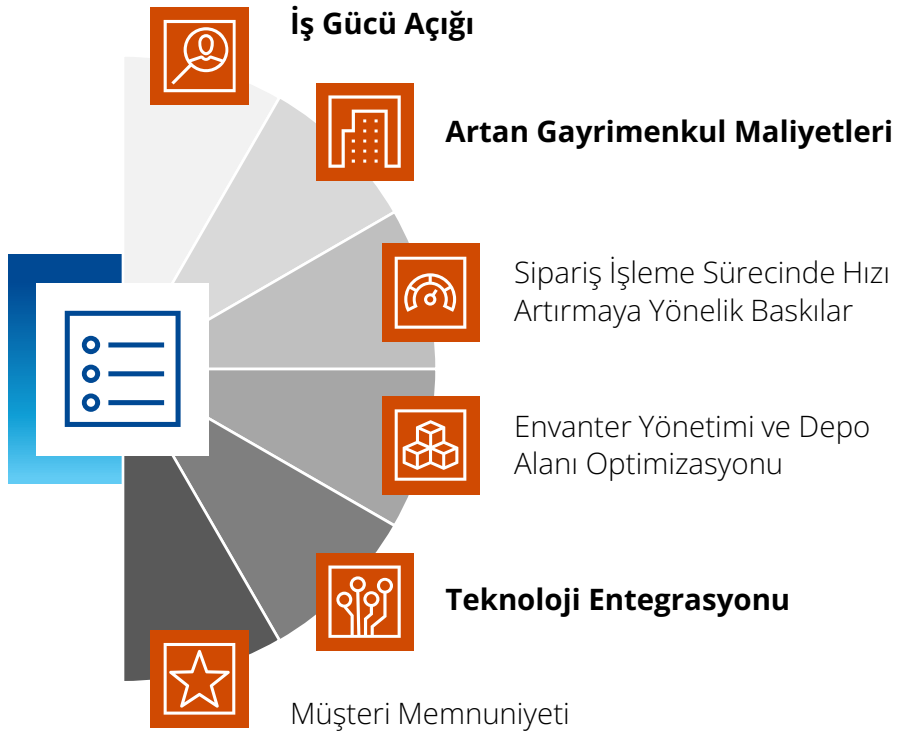 İş Gücü Açığı
Artan Gayrimenkul Maliyetleri
Sipariş İşleme Sürecinde Hızı
Artırmaya Yönelik Baskılar
Envanter Yönetimi ve Depo
Alanı Optimizasyonu
Teknoloji Entegrasyonu
Müşteri Memnuniyeti